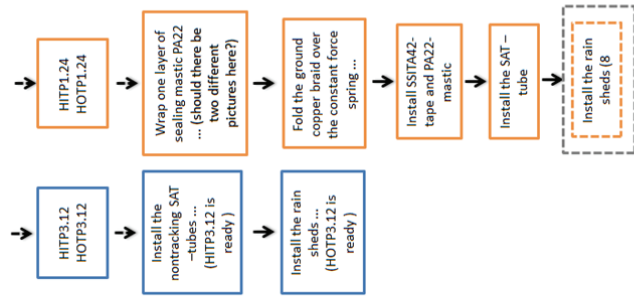 HITP1.24
HOTP1.24
Wrap one layer of
sealing mastic PA22
... (should there be
two different
pictures here?)
Fold the ground
copper braid over
the constant force
spring ...
Install SSITA42-
tape and PA22-
mastic
Install the SAT –
tube
Install the rain
sheds (8
HITP3.12
HOTP3.12
Install the
nontracking SAT
–tubes ...
(HITP3.12 is
ready )
Install the rain
sheds ...
(HOTP3.12 is
ready )